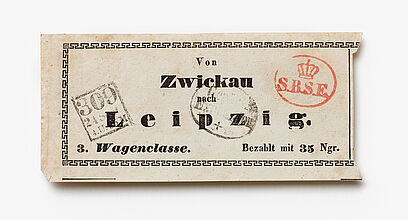 Von
Zwickau
nach
Leipzig.
3. Wagenclasse. Bezahlt mit 35 Ngr.
S.B.S.E.
309